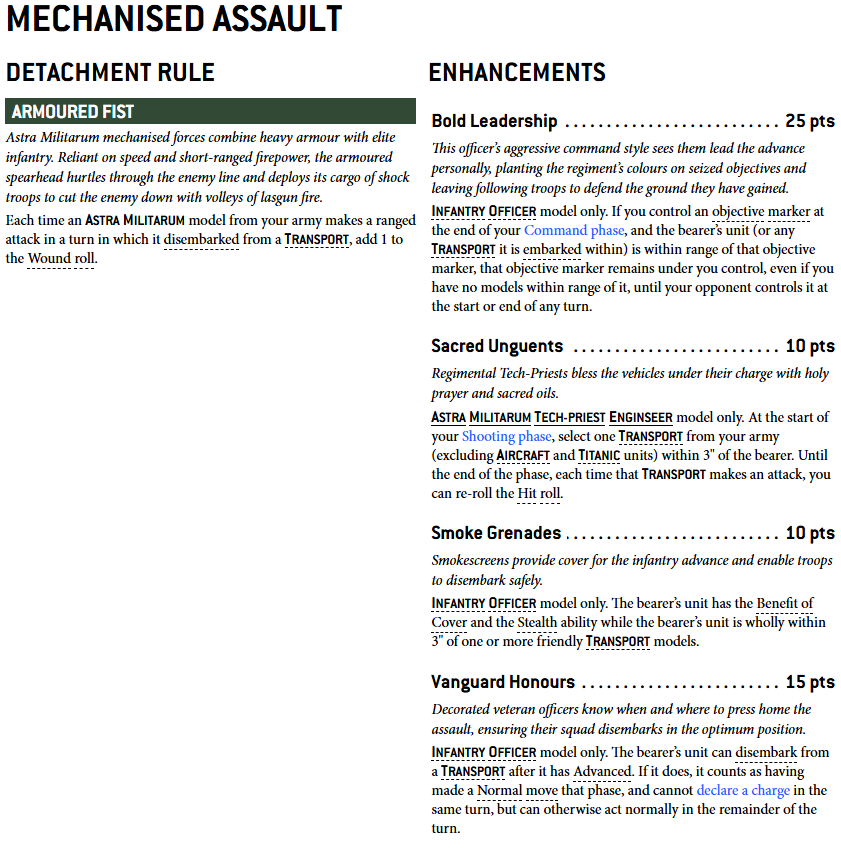 MECHANISED ASSAULT
DETACHMENT RULE
ARMOURED FIST
Astra Militarum mechanised forces combine heavy armour with elite
infantry. Reliant on speed and short-ranged firepower, the armoured
spearhead hurtles through the enemy line and deploys its cargo of shock
troops to cut the enemy down with volleys of lasgun fire.
Each time an ASTRA MILITARUM model from your army makes a ranged
attack in a turn in which it disembarked from a TRANSPORT, add 1 to
the Wound roll.
ENHANCEMENTS
Bold Leadership . . . . . . . . . . . . . . . . . . . . . . . . . . 25 pts
This officer's aggressive command style sees them lead the advance
personally, planting the regiment's colours on seized objectives and
leaving following troops to defend the ground they have gained.
INFANTRY OFFICER model only. If you control an objective marker at
the end of your Command phase, and the bearer's unit (or any
TRANSPORT it is embarked within) is within range of that objective
marker, that objective marker remains under you control, even if you
have no models within range of it, until your opponent controls it at
the start or end of any turn.
Sacred Unguents . . . . . . . . . . . . . . . . . . . . . . . . . 10 pts
Regimental Tech-Priests bless the vehicles under their charge with holy
prayer and sacred oils.
ASTRA MILITARUM TECH-PRIEST ENGINSEER model only. At the start of
your Shooting phase, select one TRANSPORT from your army
(excluding AIRCRAFT and TITANIC units) within 3" of the bearer. Until
the end of the phase, each time that TRANSPORT makes an attack, you
can re-roll the Hit roll.
Smoke Grenades . . . . . . . . . . . . . . . . . . . . . . . . . . 10 pts
Smokescreens provide cover for the infantry advance and enable troops
to disembark safely.
INFANTRY OFFICER model only. The bearer's unit has the Benefit of
Cover and the Stealth ability while the bearer's unit is wholly within
3" of one or more friendly TRANSPORT models.
Vanguard Honours . . . . . . . . . . . . . . . . . . . . . . . . 15 pts
Decorated veteran officers know when and where to press home the
assault, ensuring their squad disembarks in the optimum position.
INFANTRY OFFICER model only. The bearer's unit can disembark from
a TRANSPORT after it has Advanced. If it does, it counts as having
made a Normal move that phase, and cannot declare a charge in the
same turn, but can otherwise act normally in the remainder of the
turn.